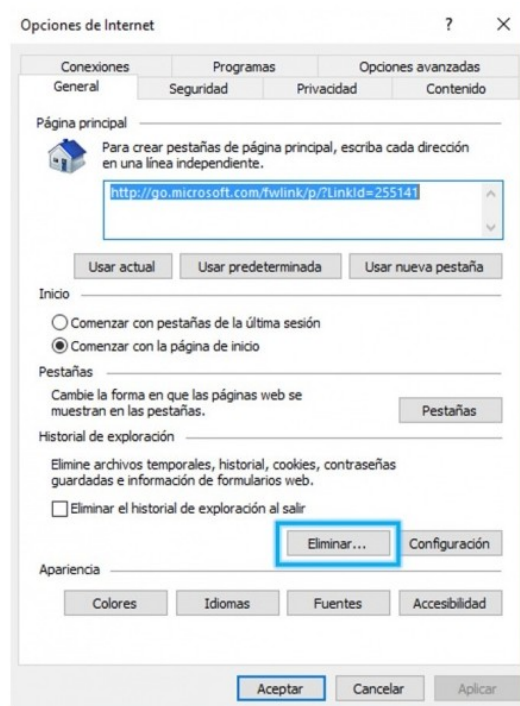 Opciones de Internet ? ×
Conexiones Programas Opciones avanzadas
General Seguridad Privacidad Contenido
Página principal
Para crear pestañas de página principal, escriba cada dirección
en una línea independiente.
http://go.microsoft.com/fwlink/p/?LinkId=255141
Usar actual Usar predeterminada Usar nueva pestaña
Inicio
Comenzar con pestañas de la última sesión
Comenzar con la página de inicio
Pestañas
Cambie la forma en que las páginas web se
muestran en las pestañas.
Pestañas
Historial de exploración
Elimine archivos temporales, historial, cookies, contraseñas
guardadas e información de formularios web.
Eliminar el historial de exploración al salir
Eliminar... Configuración
Apariencia
Colores Idiomas Fuentes Accesibilidad
Aceptar Cancelar Aplicar